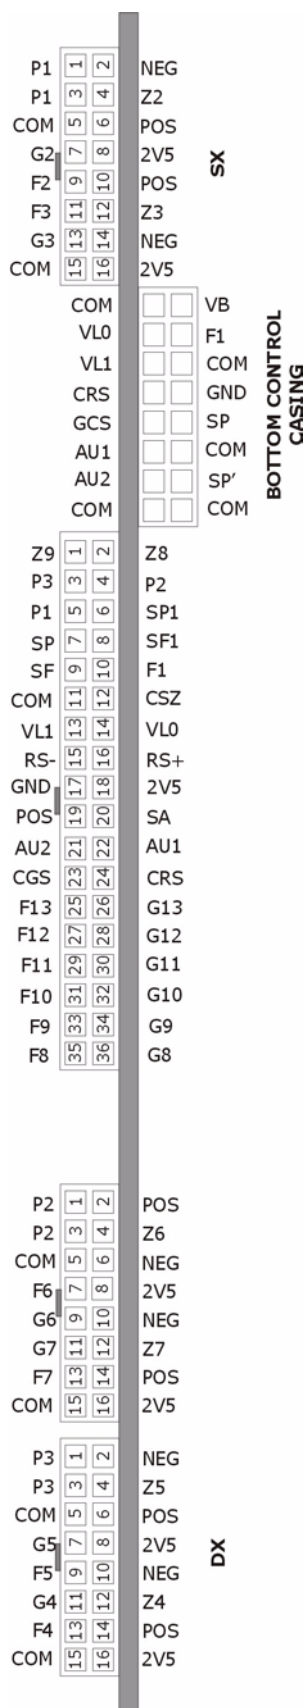 P1 1 2 NEG
P1 3 4 Z2
COM 5 6 POS
G2 7 8 2V5
F2 9 10 POS
F3 11 12 Z3
G3 13 14 NEG
COM 15 16 2V5
SX
COM VB
VL0 F1
VL1 COM
CRS GND
GCS SP
AU1 COM
AU2 SP'
COM COM
BOTTOM CONTROL
CASING
Z9 1 2 Z8
P3 3 4 P2
P1 5 6 SP1
SP 7 8 SF1
SF 9 10 F1
COM 11 12 CSZ
VL1 13 14 VL0
RS- 15 16 RS+
GND 17 18 2V5
POS 19 20 SA
AU2 21 22 AU1
CGS 23 24 CRS
F13 25 26 G13
F12 27 28 G12
F11 29 30 G11
F10 31 32 G10
F9 33 34 G9
F8 35 36 G8
P2 1 2 POS
P2 3 4 Z6
COM 5 6 NEG
F6 7 8 2V5
G6 9 10 NEG
G7 11 12 Z7
F7 13 14 POS
COM 15 16 2V5
P3 1 2 NEG
P3 3 4 Z5
COM 5 6 POS
G5 7 8 2V5
F5 9 10 NEG
G4 11 12 Z4
F4 13 14 POS
COM 15 16 2V5
DX